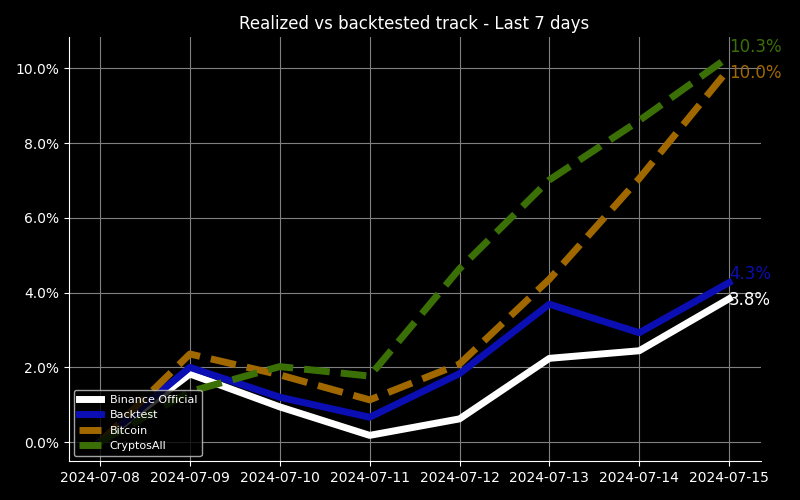 Realized vs backtested track - Last 7 days
10.3%
10.0%
10.0%
8.0%
6.0%
4.3%
4.0%
3.8%
2.0%
0.0%
Binance Official
Backtest
Bitcoin
CryptosAll
2024-07-08 2024-07-09 2024-07-10 2024-07-11 2024-07-12 2024-07-13 2024-07-14 2024-07-15